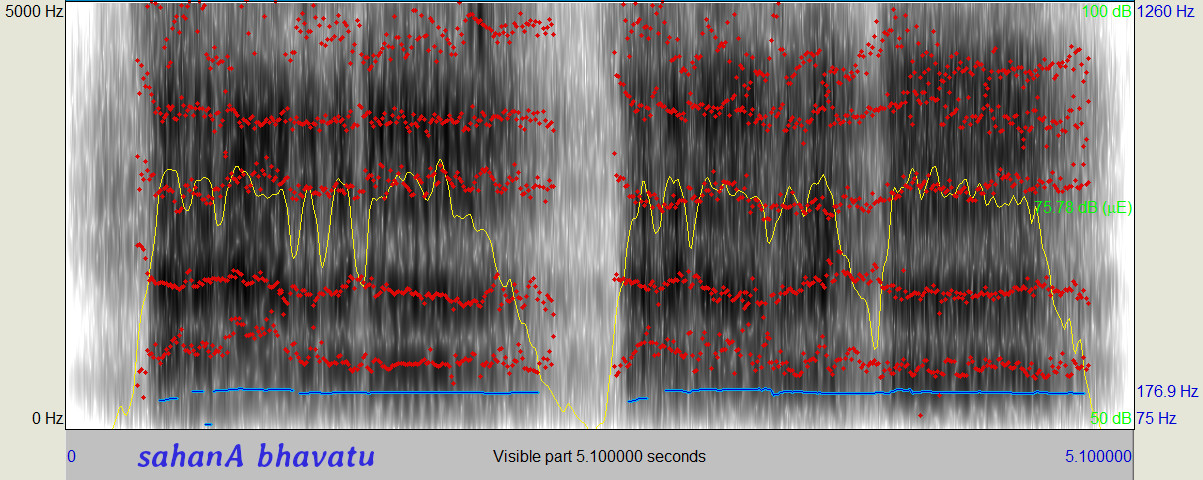 5000 Hz 100 dB 1260 Hz
75.78 dB (µE)
176.9 Hz
0 Hz 50 dB 75 Hz
0 sahanA bhavatu Visible part 5.100000 seconds 5.100000